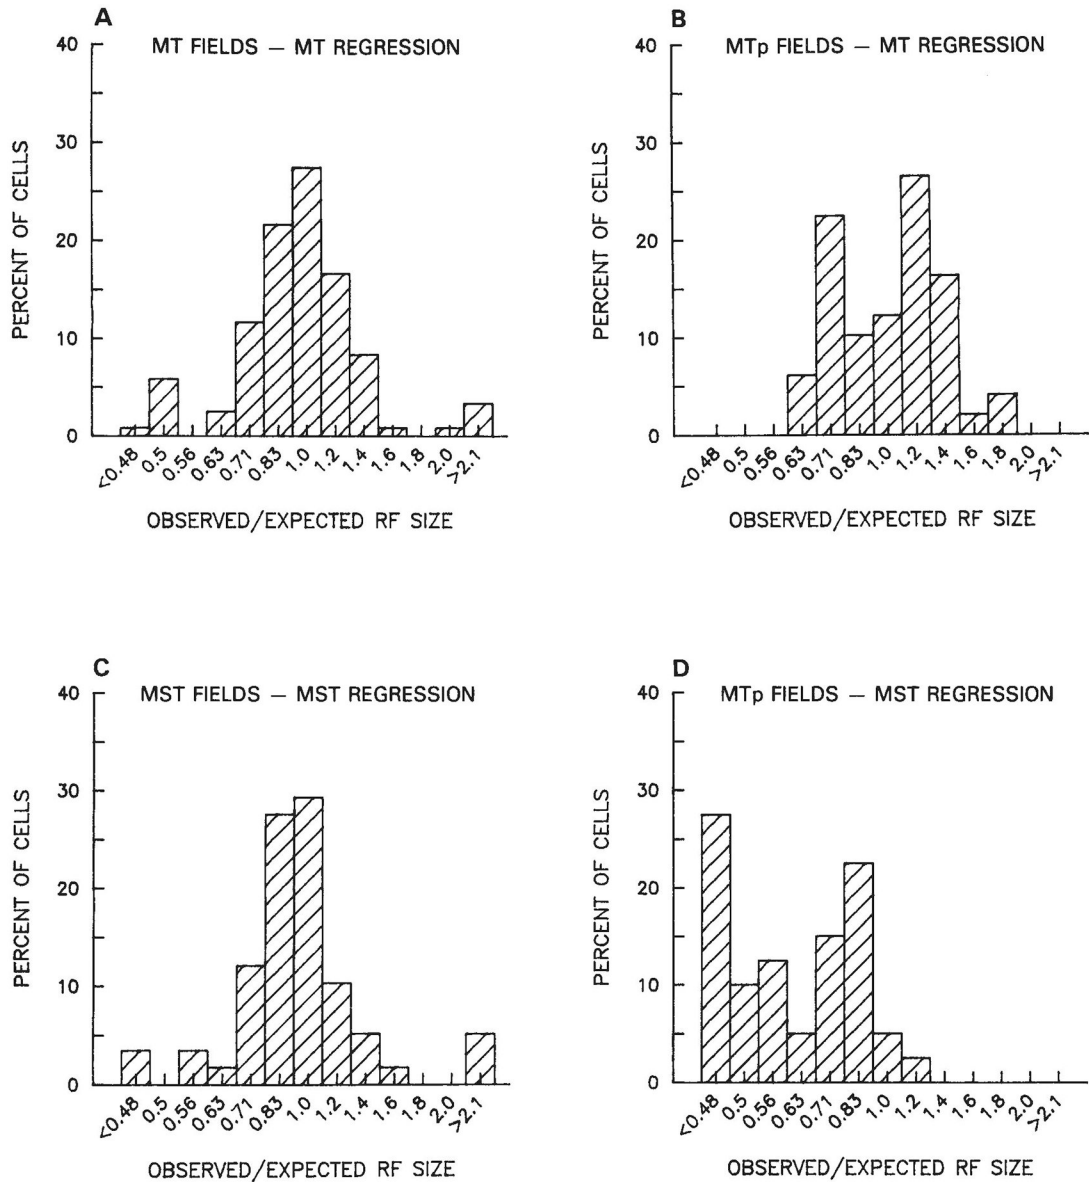 A
MT FIELDS – MT REGRESSION
PERCENT OF CELLS
40
30
20
10
0
<0.48 0.5 0.56 0.63 0.71 0.83 1.0 1.2 1.4 1.6 1.8 2.0 >2.1
OBSERVED/EXPECTED RF SIZE
B
MTp FIELDS – MT REGRESSION
PERCENT OF CELLS
40
30
20
10
0
<0.48 0.5 0.56 0.63 0.71 0.83 1.0 1.2 1.4 1.6 1.8 2.0 >2.1
OBSERVED/EXPECTED RF SIZE
C
MST FIELDS – MST REGRESSION
PERCENT OF CELLS
40
30
20
10
0
<0.48 0.5 0.56 0.63 0.71 0.83 1.0 1.2 1.4 1.6 1.8 2.0 >2.1
OBSERVED/EXPECTED RF SIZE
D
MTp FIELDS – MST REGRESSION
PERCENT OF CELLS
40
30
20
10
0
<0.48 0.5 0.56 0.63 0.71 0.83 1.0 1.2 1.4 1.6 1.8 2.0 >2.1
OBSERVED/EXPECTED RF SIZE